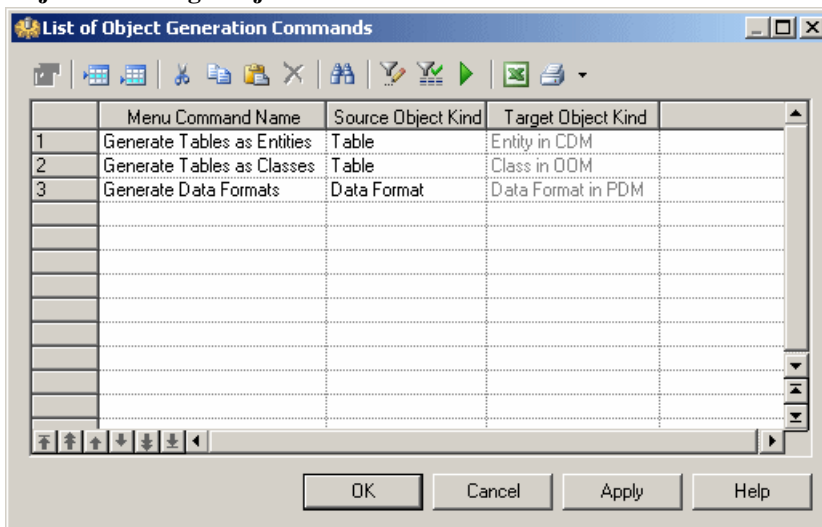 List of Object Generation Commands
Menu Command Name Source Object Kind Target Object Kind
1 Generate Tables as Entities Table Entity in CDM
2 Generate Tables as Classes Table Class in OOM
3 Generate Data Formats Data Format Data Format in PDM
OK Cancel Apply Help